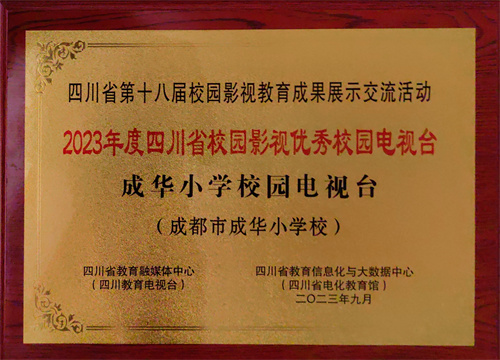 四川省第十八届校园影视教育成果展示交流活动
2023年度四川省校园影视优秀校园电视台
成华小学校园电视台
（成都市成华小学校）
四川省教育融媒体中心
（四川教育电视台）
四川省教育信息化与大数据中心
（四川省电化教育馆）
二〇二三年九月